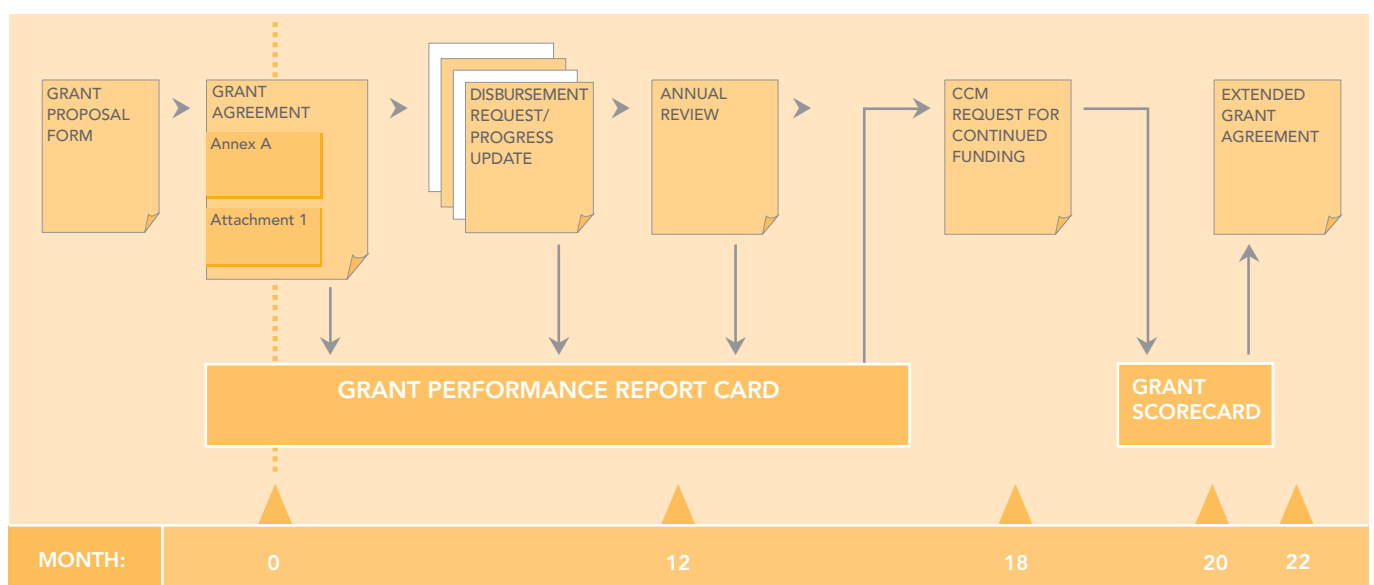 GRANT
PROPOSAL
FORM
GRANT
AGREEMENT
Annex A
Attachment 1
DISBURSEMENT
REQUEST/
PROGRESS
UPDATE
ANNUAL
REVIEW
CCM
REQUEST FOR
CONTINUED
FUNDING
EXTENDED
GRANT
AGREEMENT
GRANT PERFORMANCE REPORT CARD
GRANT
SCORECARD
MONTH: 0 12 18 20 22